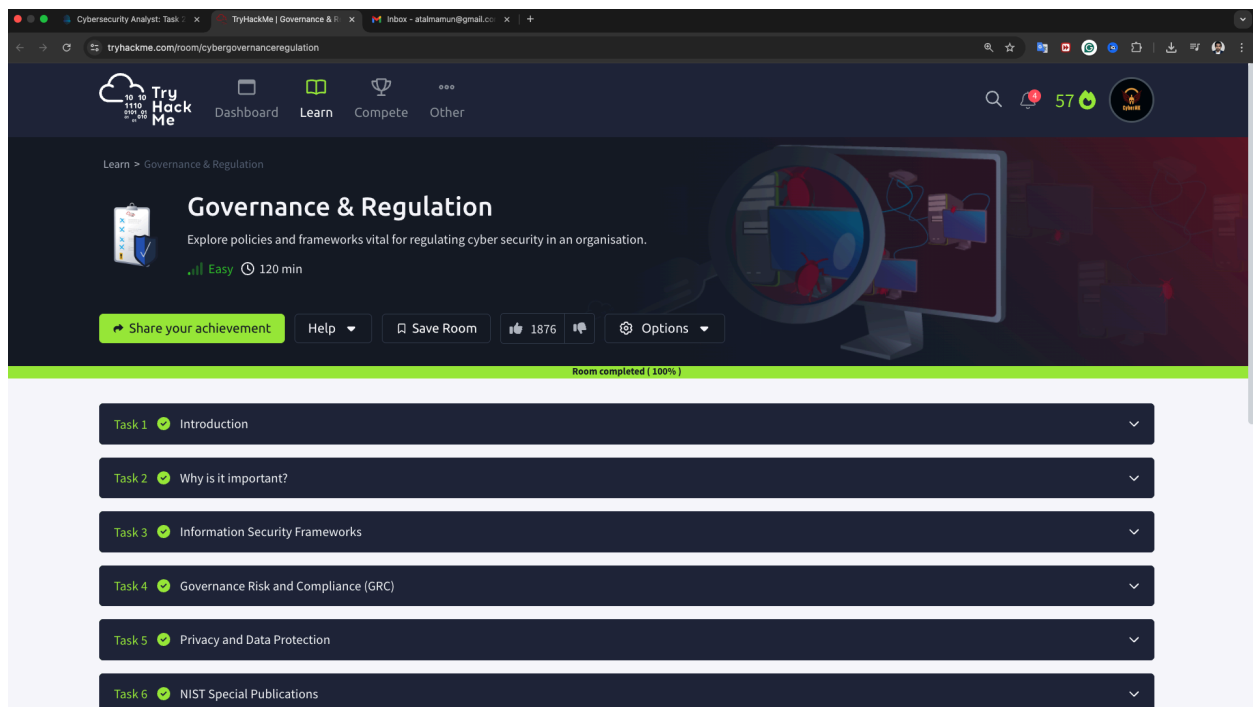 Cybersecurity Analyst: Task 2
TryHackMe | Governance & R
Inbox - atalmamun@gmail.co
tryhackme.com/room/cybergovernanceregulation
Try
Hack
Me
Dashboard
Learn
Compete
Other
4
57
Learn > Governance & Regulation
Governance & Regulation
Explore policies and frameworks vital for regulating cyber security in an organisation.
Easy 120 min
Share your achievement
Help
Save Room
1876
Options
Room completed ( 100% )
Task 1 Introduction
Task 2 Why is it important?
Task 3 Information Security Frameworks
Task 4 Governance Risk and Compliance (GRC)
Task 5 Privacy and Data Protection
Task 6 NIST Special Publications